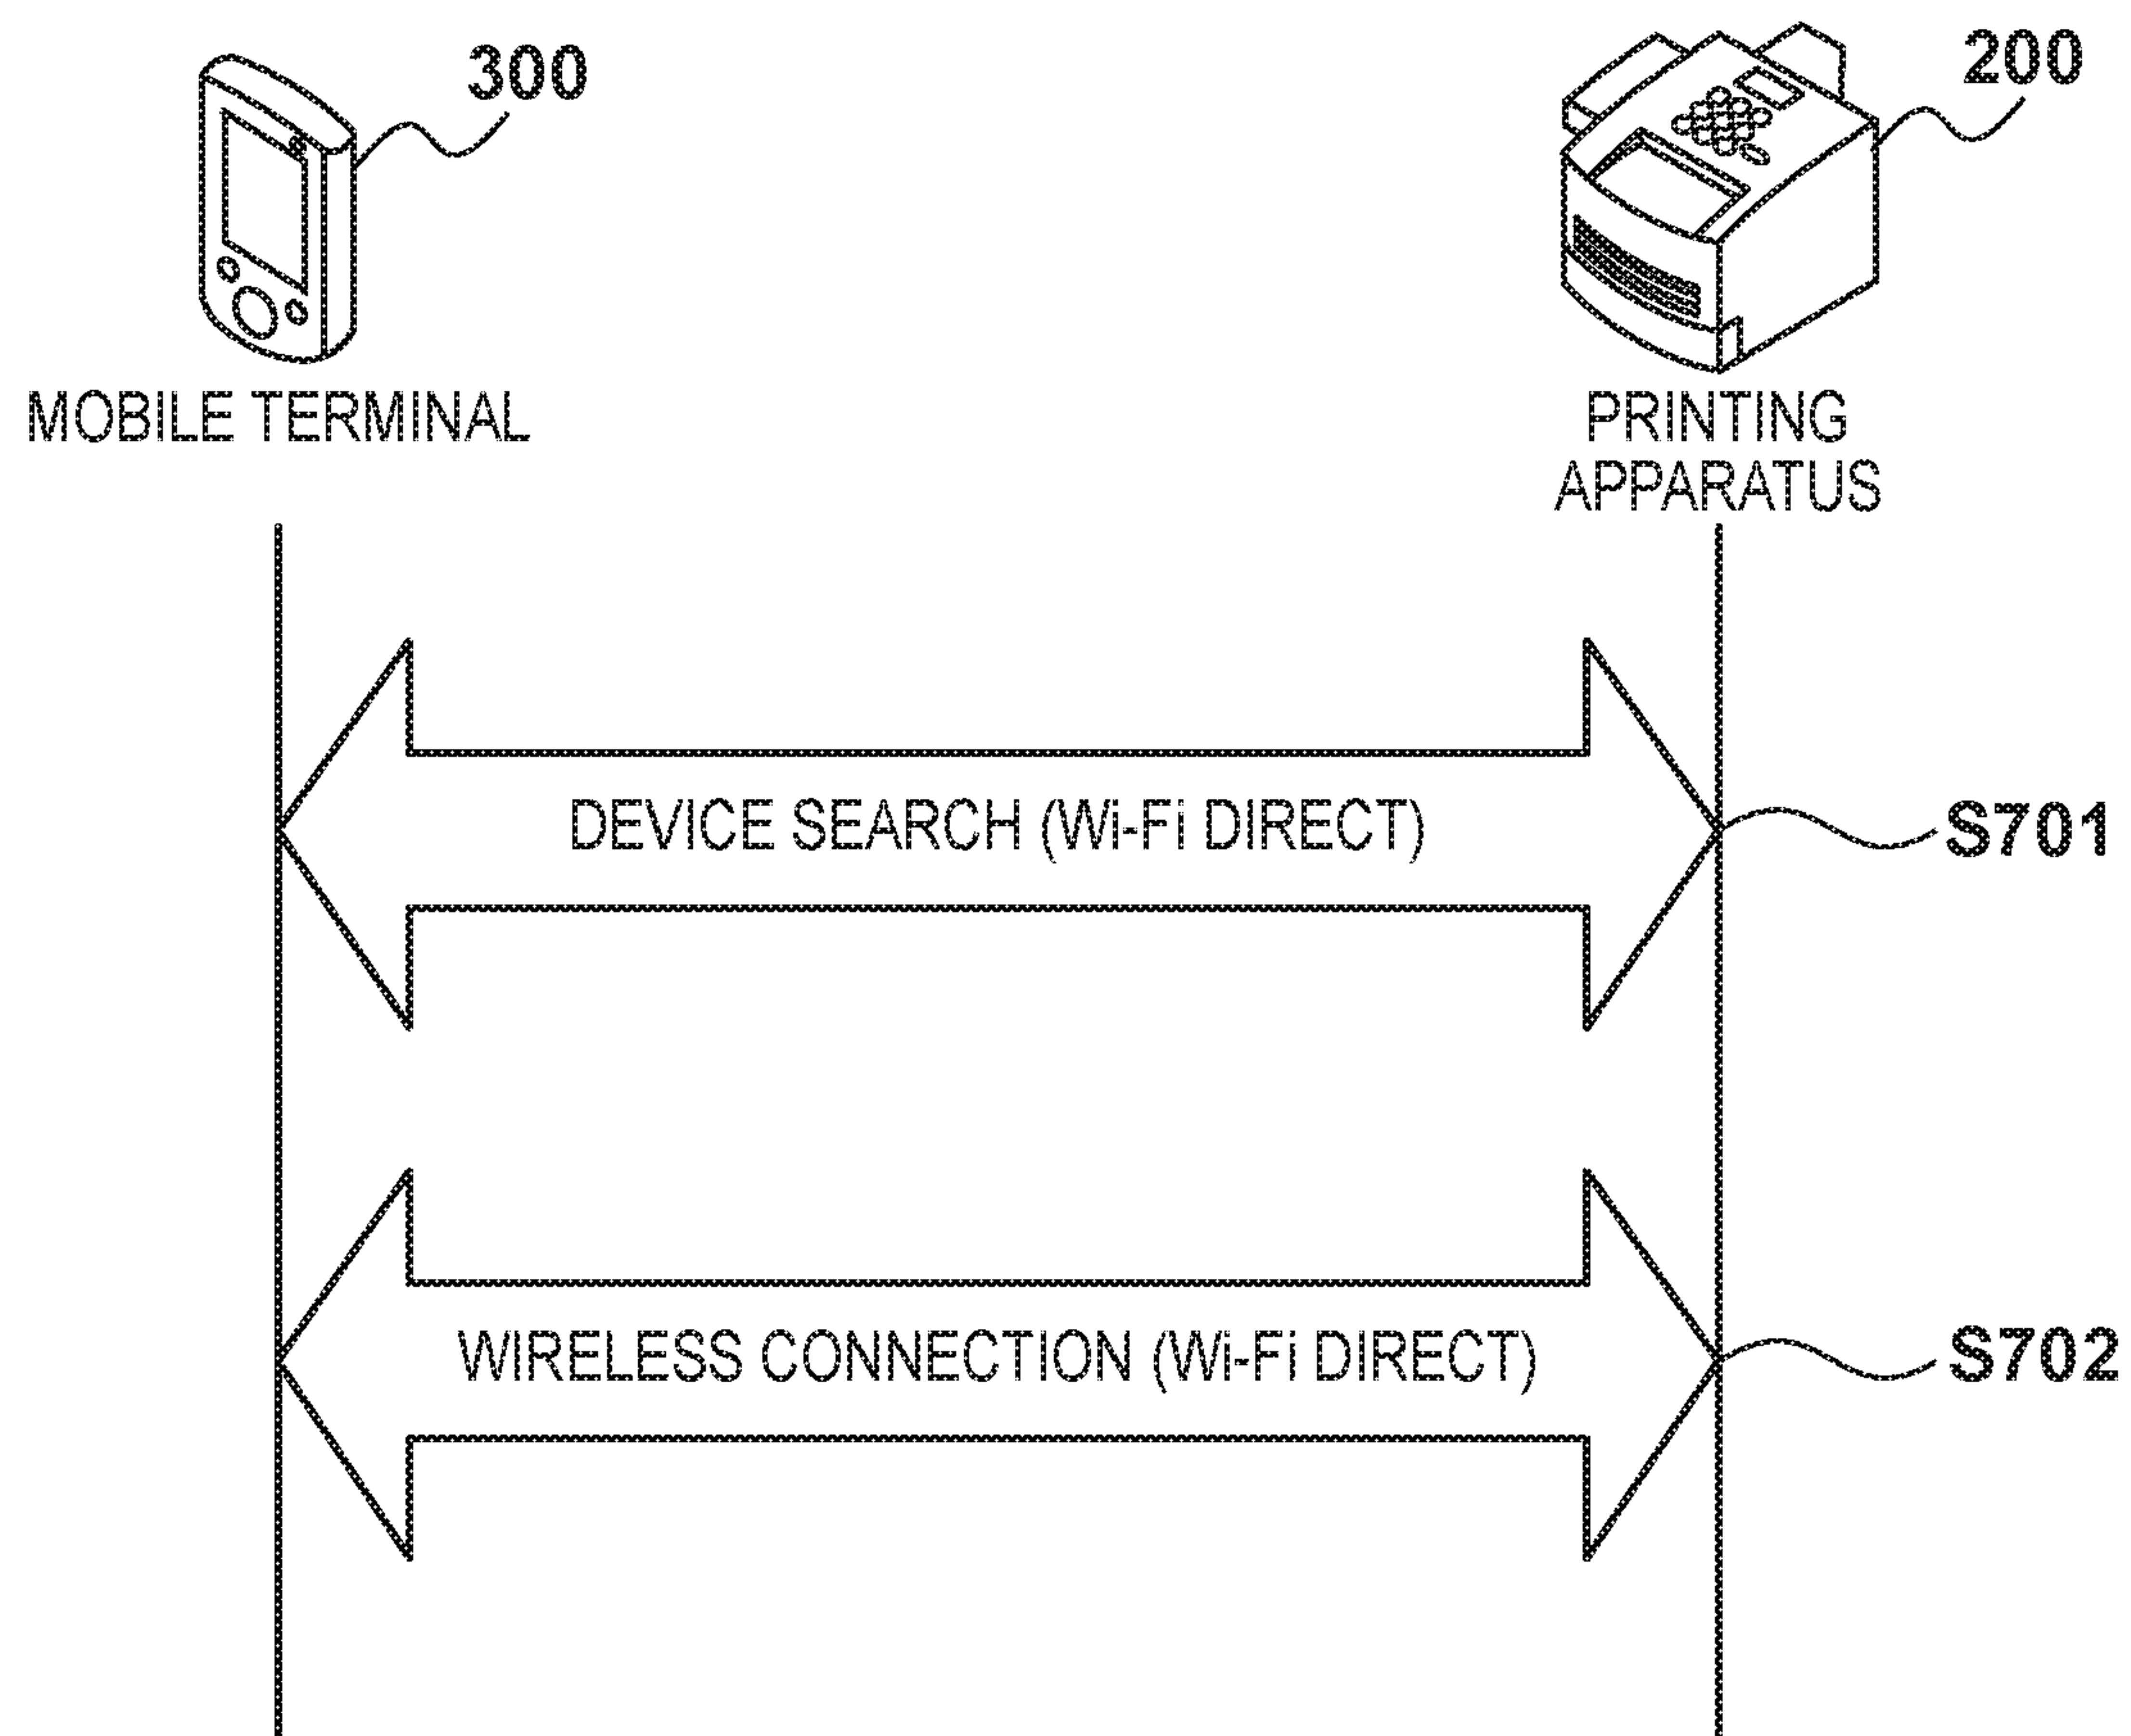 300
200
MOBILE TERMINAL
PRINTING
APPARATUS
DEVICE SEARCH (Wi-Fi DIRECT)
S701
WIRELESS CONNECTION (Wi-Fi DIRECT)
S702